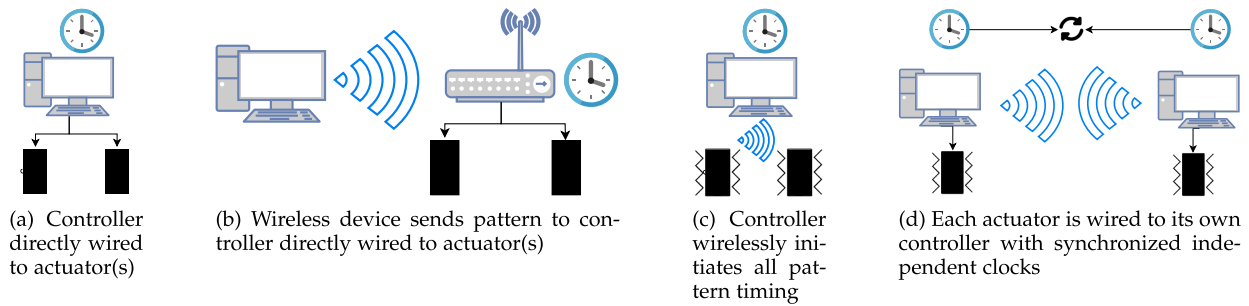 (a) Controller
directly wired
to actuator(s)
(b) Wireless device sends pattern to con-
troller directly wired to actuator(s)
(c) Controller
wirelessly ini-
tiates all pat-
tern timing
(d) Each actuator is wired to its own
controller with synchronized inde-
pendent clocks